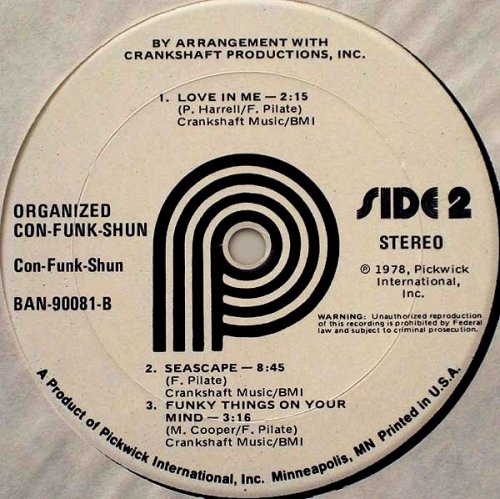 BY ARRANGEMENT WITH
CRANKSHAFT PRODUCTIONS, INC.
1. LOVE IN ME — 2:15
(P. Harrell/F. Pilate)
Crankshaft Music/BMI
ORGANIZED
CON-FUNK-SHUN
Con-Funk-Shun
BAN-90081-B
SIDE 2
STEREO
℗ 1978, Pickwick
International,
Inc.
WARNING: Unauthorized reproduction
of this recording is prohibited by Federal
law and subject to criminal prosecution.
2. SEASCAPE — 8:45
(F. Pilate)
Crankshaft Music/BMI
3. FUNKY THINGS ON YOUR
MIND — 3:16
(M. Cooper/F. Pilate)
Crankshaft Music/BMI
A Product of Pickwick International, Inc. Minneapolis, MN Printed in U.S.A.